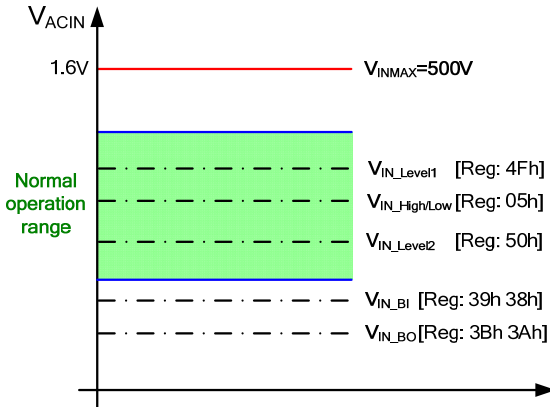 VACIN
1.6V
VINMAX=500V
VIN_Level1 [Reg: 4Fh]
Normal
operation
range
VIN_High/Low [Reg: 05h]
VIN_Level2 [Reg: 50h]
VIN_BI [Reg: 39h 38h]
VIN_BO [Reg: 3Bh 3Ah]